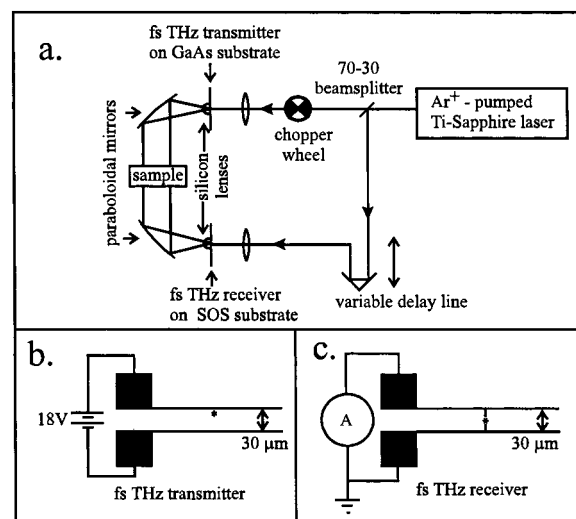 a.
fs THz transmitter
on GaAs substrate
70-30
beamsplitter
Ar+ - pumped
Ti-Sapphire laser
chopper
wheel
paraboloidal mirrors
sample
silicon
lenses
fs THz receiver
on SOS substrate
variable delay line
b.
18V
30 µm
fs THz transmitter
c.
A
30 µm
fs THz receiver